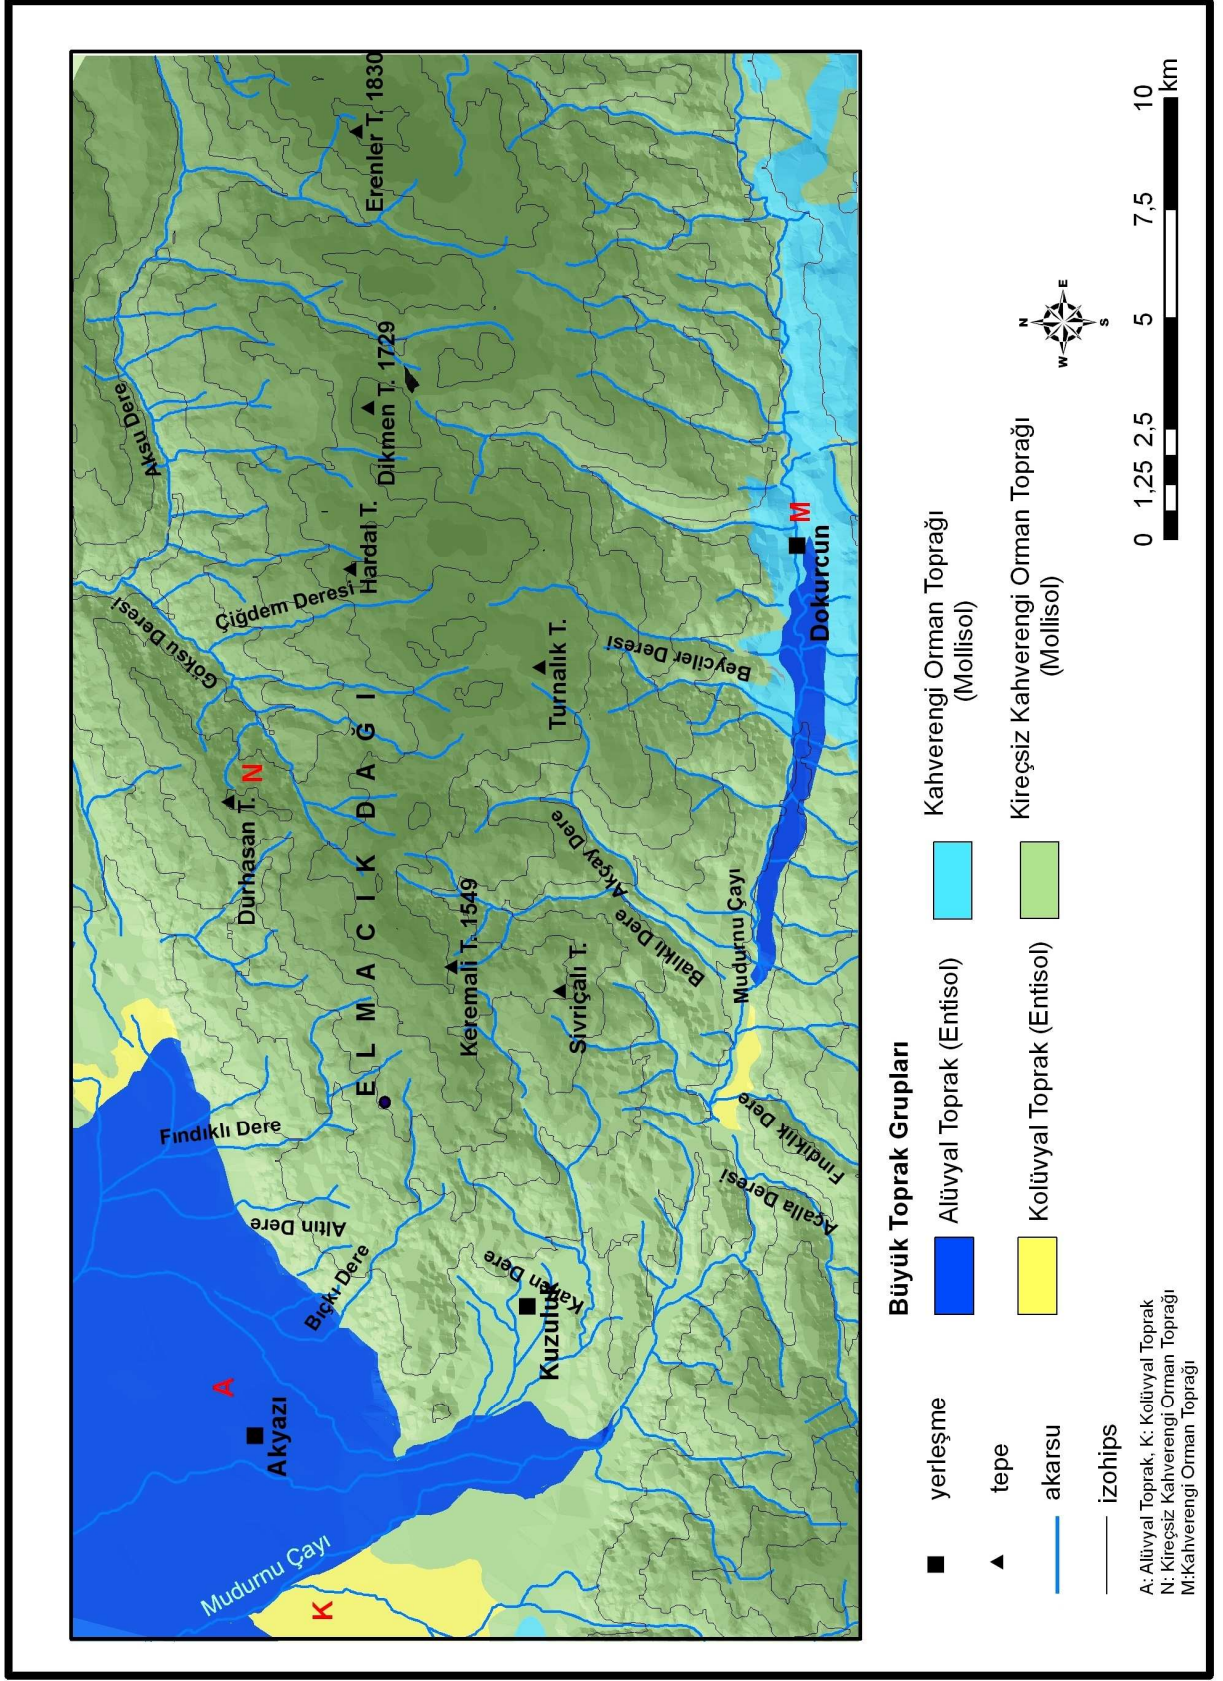 Aksu Dere
Erenler T. 1830
Dikmen T. 1729
Hardal T.
Göksu Deresi
Çiğdem Deresi
Durhasan T.
N
ELMACIK DAĞI
Turnalık T.
Beyciler Deresi
M
Dokurcun
Akçay Dere
Balıklı Dere
Keremali T. 1549
Sivriçalı T.
Mudurnu Çayı
Fındıklı Dere
Altın Dere
Bıçkı Dere
Fındıklık Dere
Açalla Deresi
Kuzuluk
A
Akyazı
Mudurnu Çayı
K
Büyük Toprak Grupları
yerleşme
tepe
akarsu
izohips
Alüvyal Toprak (Entisol)
Kolüvyal Toprak (Entisol)
Kahverengi Orman Toprağı
(Mollisol)
Kireçsiz Kahverengi Orman Toprağı
(Mollisol)
N
W
E
S
0 1,25 2,5 5 7,5 10
km
A: Alüvyal Toprak, K: Kolüvyal Toprak
N: Kireçsiz Kahverengi Orman Toprağı
M:Kahverengi Orman Toprağı